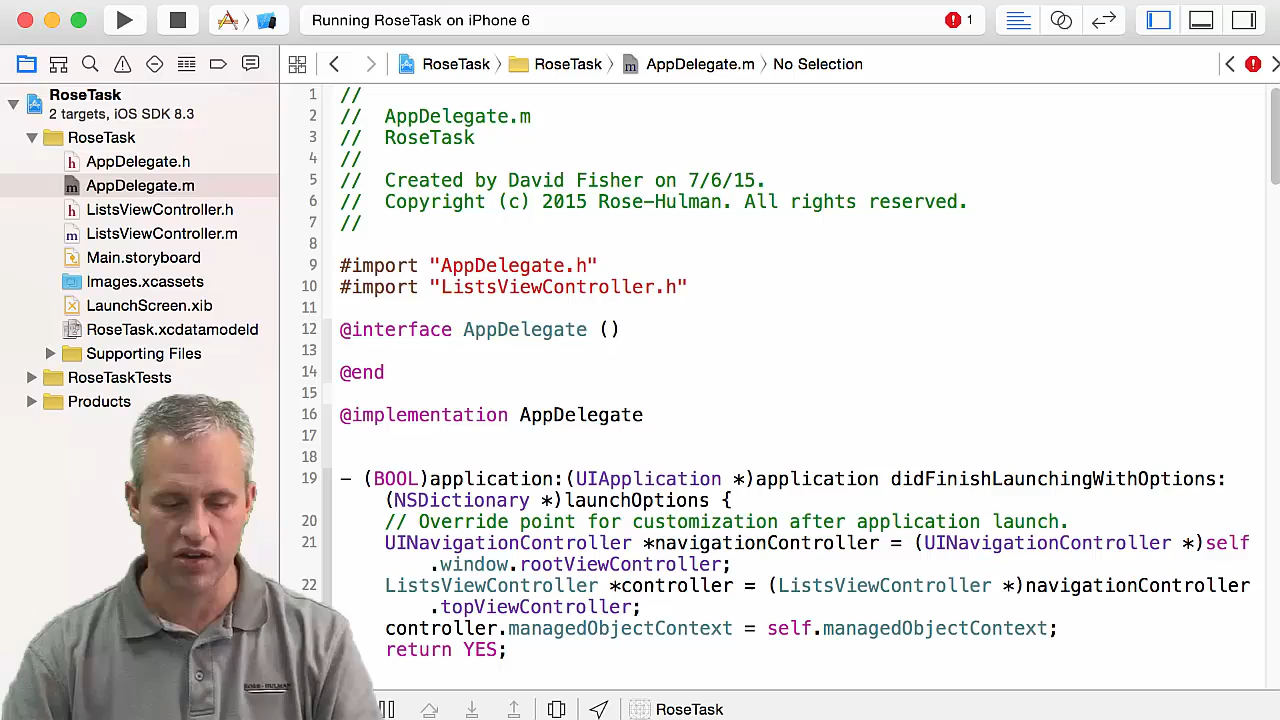 Running RoseTask on iPhone 6
1
RoseTask
RoseTask
AppDelegate.m
No Selection
RoseTask
2 targets, iOS SDK 8.3
RoseTask
AppDelegate.h
AppDelegate.m
ListsViewController.h
ListsViewController.m
Main.storyboard
Images.xcassets
LaunchScreen.xib
RoseTask.xcdatamodeld
Supporting Files
RoseTaskTests
Products
1 //
2 //  AppDelegate.m
3 //  RoseTask
4 //
5 //  Created by David Fisher on 7/6/15.
6 //  Copyright (c) 2015 Rose-Hulman. All rights reserved.
7 //
8
9 #import "AppDelegate.h"
10 #import "ListsViewController.h"
11
12 @interface AppDelegate ()
13
14 @end
15
16 @implementation AppDelegate
17
18
19 - (BOOL)application:(UIApplication *)application didFinishLaunchingWithOptions:
(NSDictionary *)launchOptions {
20 // Override point for customization after application launch.
21 UINavigationController *navigationController = (UINavigationController *)self
.window.rootViewController;
22 ListsViewController *controller = (ListsViewController *)navigationController
.topViewController;
controller.managedObjectContext = self.managedObjectContext;
return YES;
ROSE-HULMAN
RoseTask